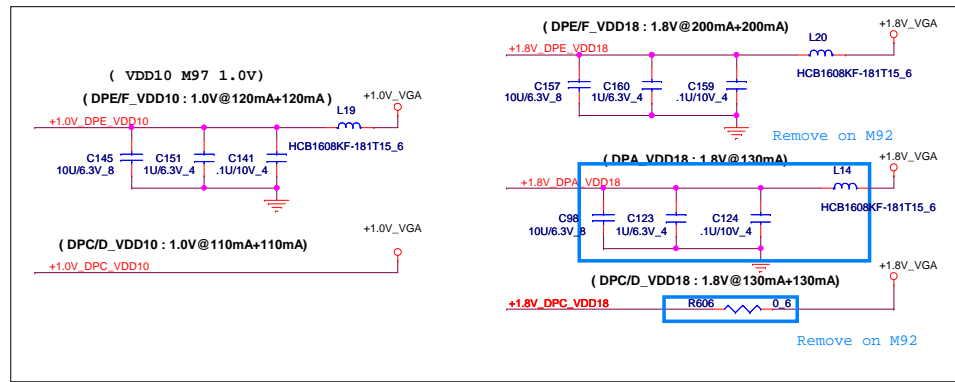 ( VDD10 M97 1.0V)
(DPE/F_VDD10 : 1.0V@120mA+120mA )
+1.0V_VGA
L19
+1.0V_DPE_VDD10
HCB1608KF-181T15_6
C145
10U/6.3V_8
C151
1U/6.3V_4
C141
.1U/10V_4
(DPC/D_VDD10 : 1.0V@110mA+110mA)
+1.0V_VGA
+1.0V_DPC_VDD10
( DPE/F_VDD18 : 1.8V@200mA+200mA)
+1.8V_VGA
L20
+1.8V_DPE_VDD18
HCB1608KF-181T15_6
C157
10U/6.3V_8
C160
1U/6.3V_4
C159
.1U/10V_4
Remove on M92
(DPA_VDD18 : 1.8V@130mA)
+1.8V_VGA
L14
+1.8V_DPA_VDD18
HCB1608KF-181T15_6
C98
10U/6.3V_8
C123
1U/6.3V_4
C124
.1U/10V_4
(DPC/D_VDD18 : 1.8V@130mA+130mA)
+1.8V_VGA
+1.8V_DPC_VDD18
R606
0_6
Remove on M92